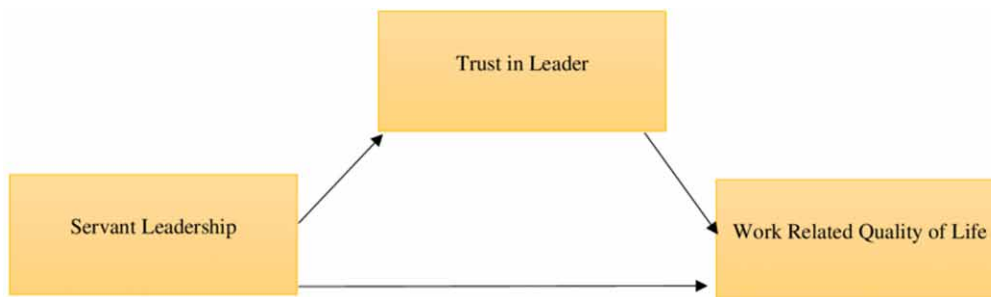 Trust in Leader
Servant Leadership
Work Related Quality of Life